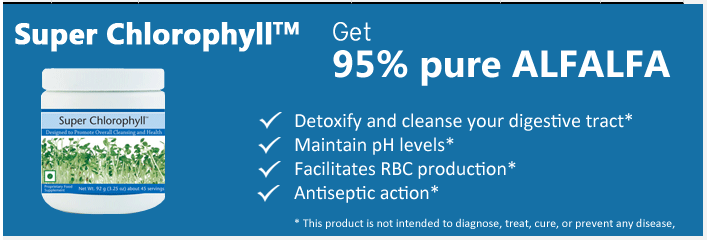 Super Chlorophyll™
Get
95% pure ALFALFA
Super Chlorophyll™
Designed to Promote Overall Cleansing and Health
Proprietary Food
Supplement
Net Wt. 92 g (3.25 oz) about 45 servings
Detoxify and cleanse your digestive tract*
Maintain pH levels*
Facilitates RBC production*
Antiseptic action*
* This product is not intended to diagnose, treat, cure, or prevent any disease,